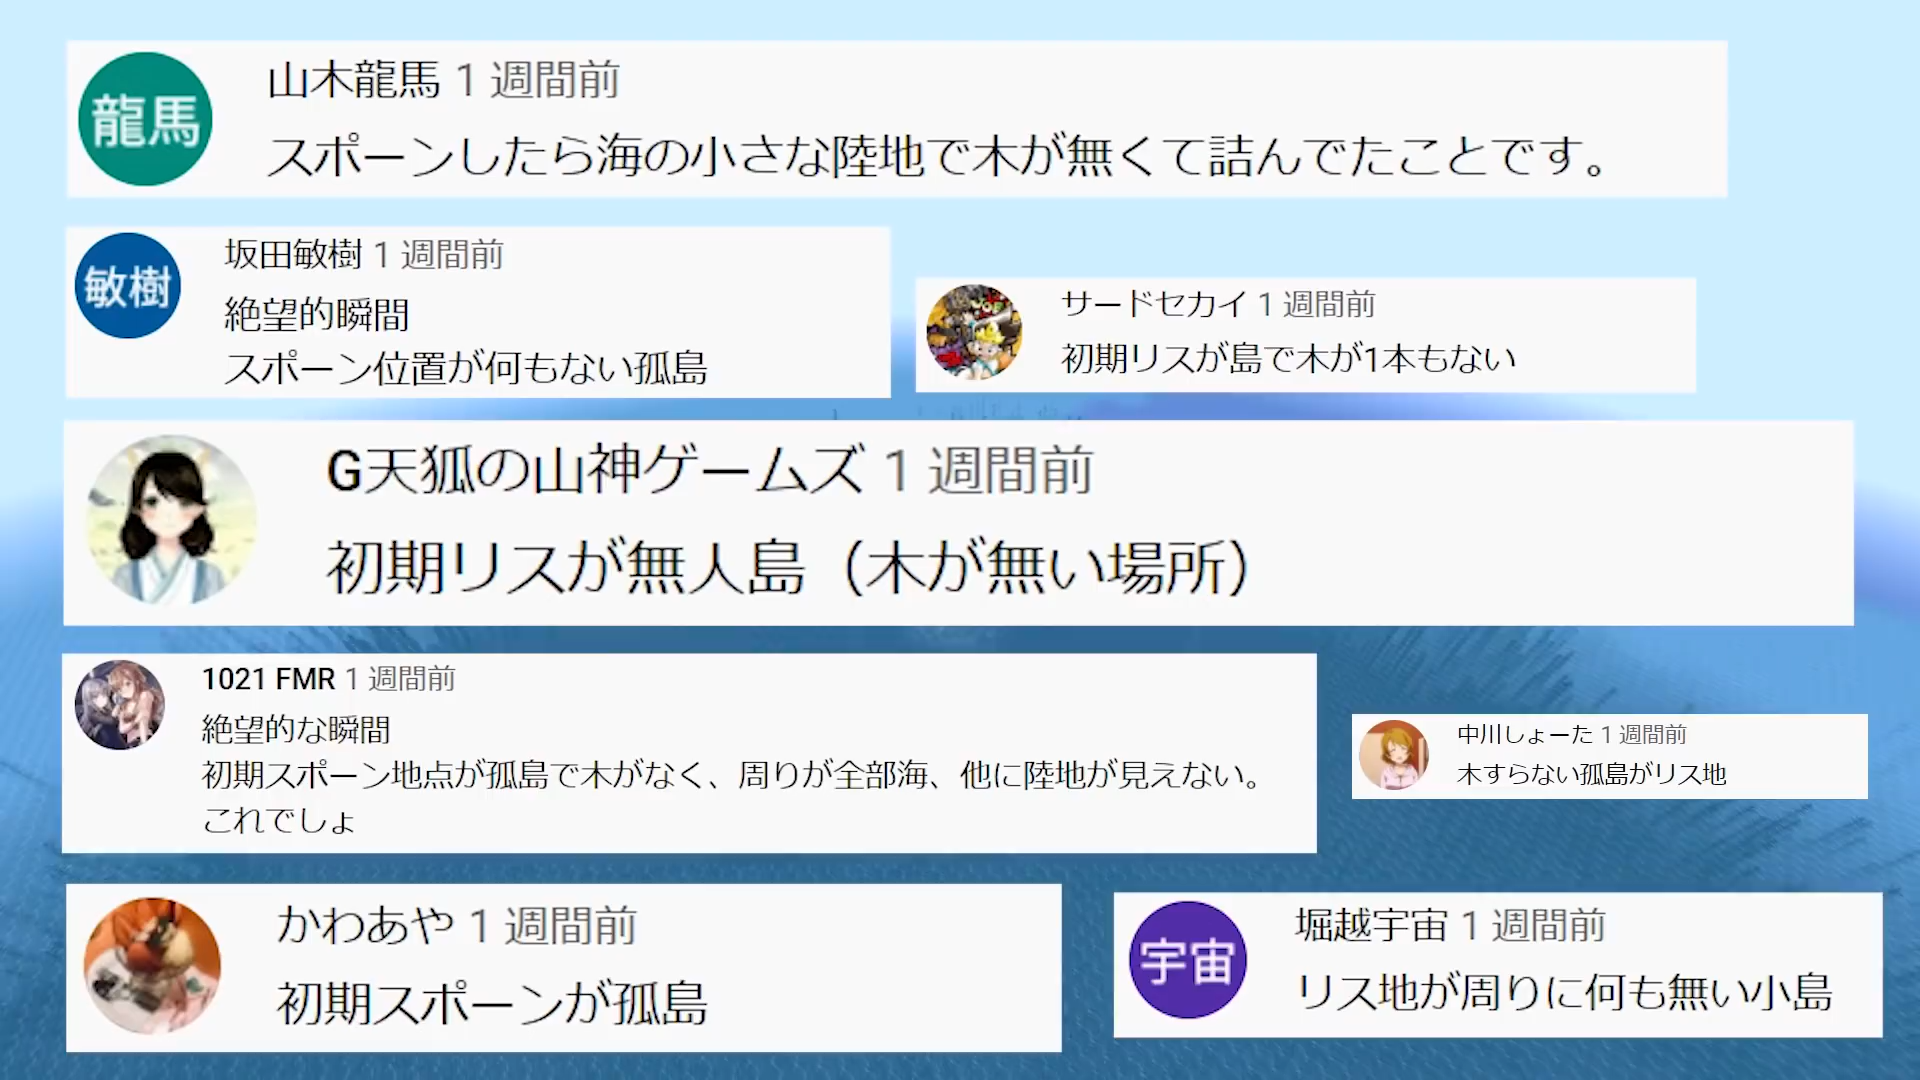 龍馬
山木龍馬 1 週間前
スポーンしたら海の小さな陸地で木が無くて詰んでたことです。
敏樹
坂田敏樹 1 週間前
絶望的瞬間
スポーン位置が何もない孤島
サードセカイ 1 週間前
初期リスが島で木が1本もない
G天狐の山神ゲームズ 1 週間前
初期リスが無人島（木が無い場所）
1021 FMR 1 週間前
絶望的な瞬間
初期スポーン地点が孤島で木がなく、周りが全部海、他に陸地が見えない。
これでしょ
中川しょーた 1 週間前
木すらない孤島がリス地
かわあや 1 週間前
初期スポーンが孤島
宇宙
堀越宇宙 1 週間前
リス地が周りに何も無い小島